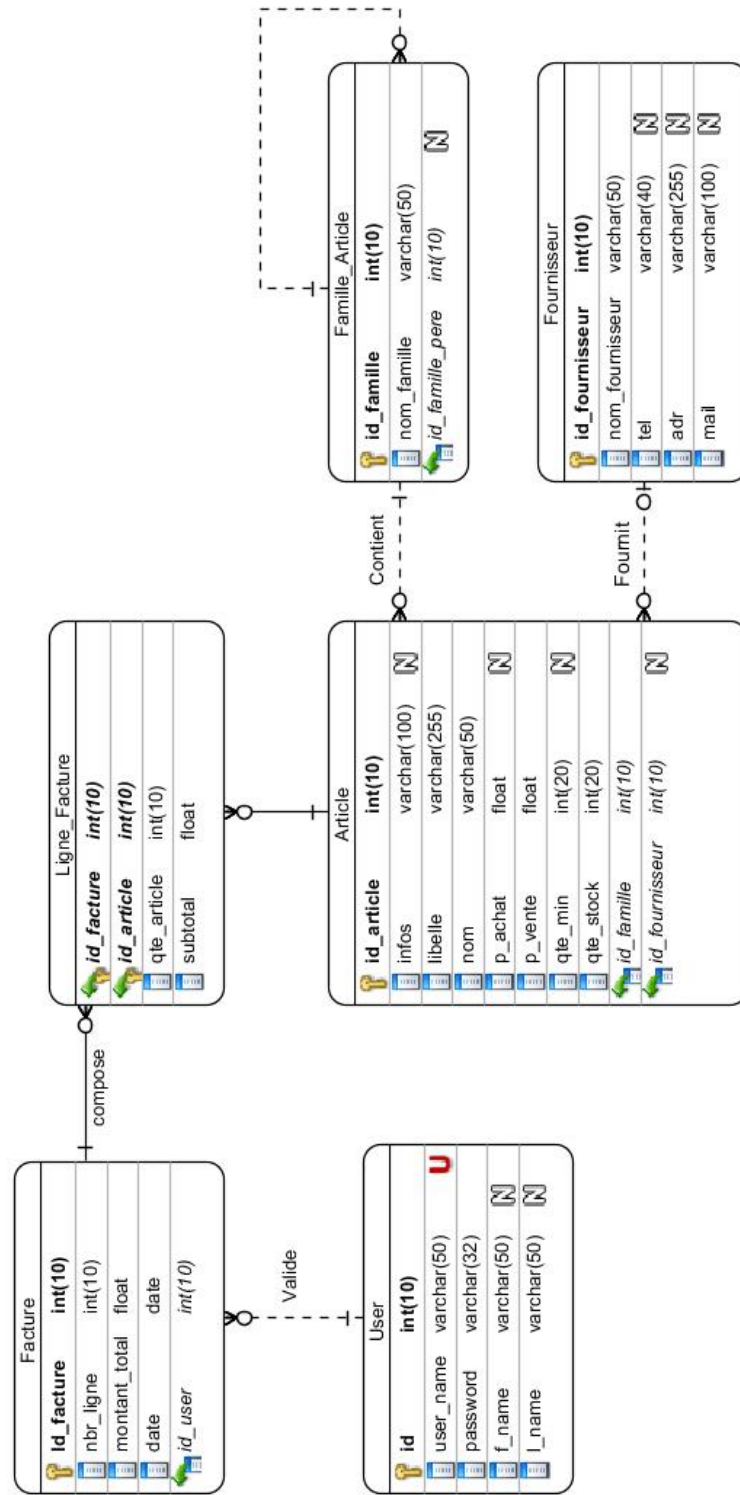 Facture
Id_facture int(10)
nbr_ligne int(10)
montant_total float
date date
id_user int(10)
compose
Ligne_Facture
id_facture int(10)
id_article int(10)
qte_article int(10)
subtotal float
Valide
User
id int(10)
user_name varchar(50) U
password varchar(32)
f_name varchar(50) N
l_name varchar(50) N
Article
id_article int(10)
infos varchar(100) N
libelle varchar(255)
nom varchar(50)
p_achat float N
p_vente float
qte_min int(20) N
qte_stock int(20)
id_famille int(10)
id_fournisseur int(10) N
Contient
Famille_Article
id_famille int(10)
nom_famille varchar(50)
id_famille_pere int(10) N
Fournit
Fournisseur
id_fournisseur int(10)
nom_fournisseur varchar(50)
tel varchar(40) N
adr varchar(255) N
mail varchar(100) N